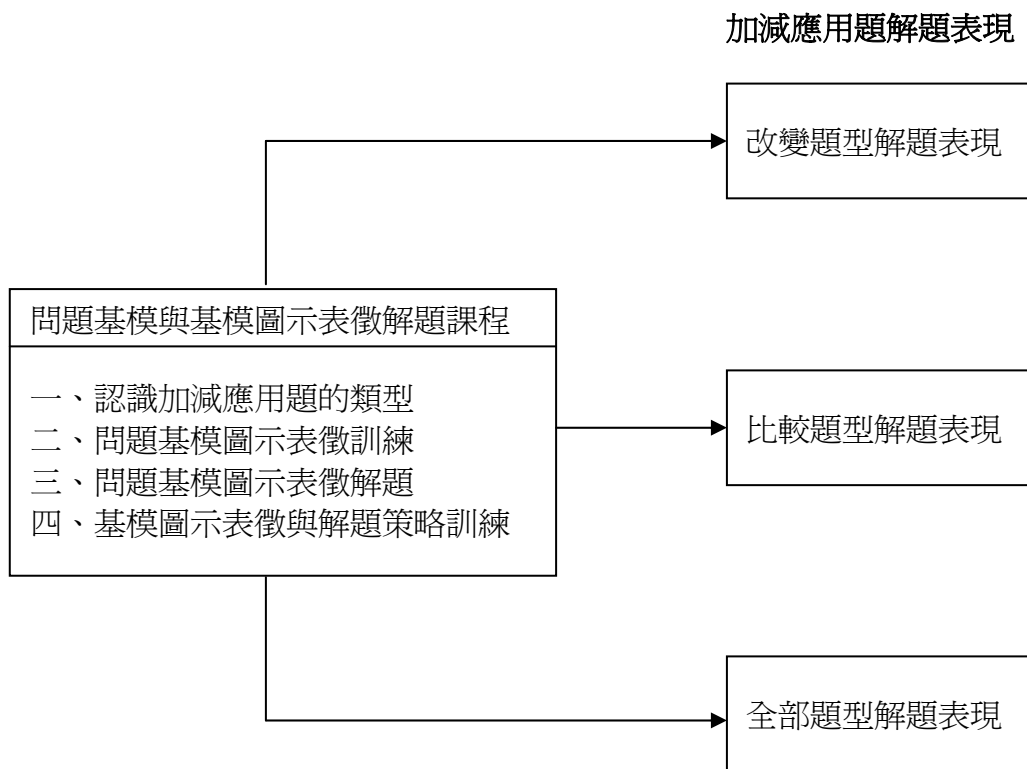 加減應用題解題表現
改變題型解題表現
問題基模與基模圖示表徵解題課程
一、認識加減應用題的類型
二、問題基模圖示表徵訓練
三、問題基模圖示表徵解題
四、基模圖示表徵與解題策略訓練
比較題型解題表現
全部題型解題表現